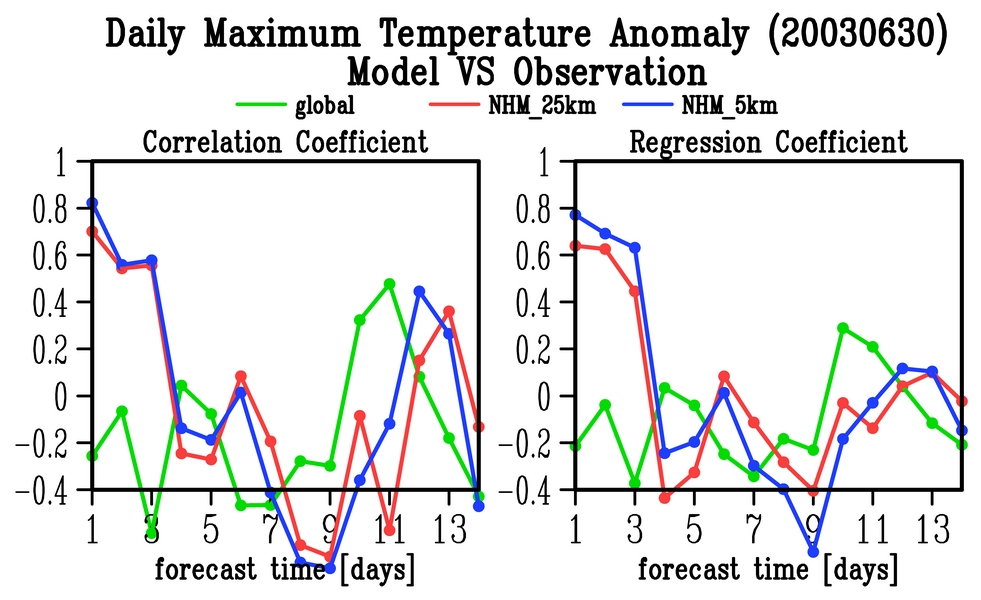 Daily Maximum Temperature Anomaly (20030630)
Model VS Observation
global NHM_25km NHM_5km
Correlation Coefficient
1
0.8
0.6
0.4
0.2
0
−0.2
−0.4
1 3 5 7 9 11 13
forecast time [days]
Regression Coefficient
1
0.8
0.6
0.4
0.2
0
−0.2
−0.4
1 3 5 7 9 11 13
forecast time [days]